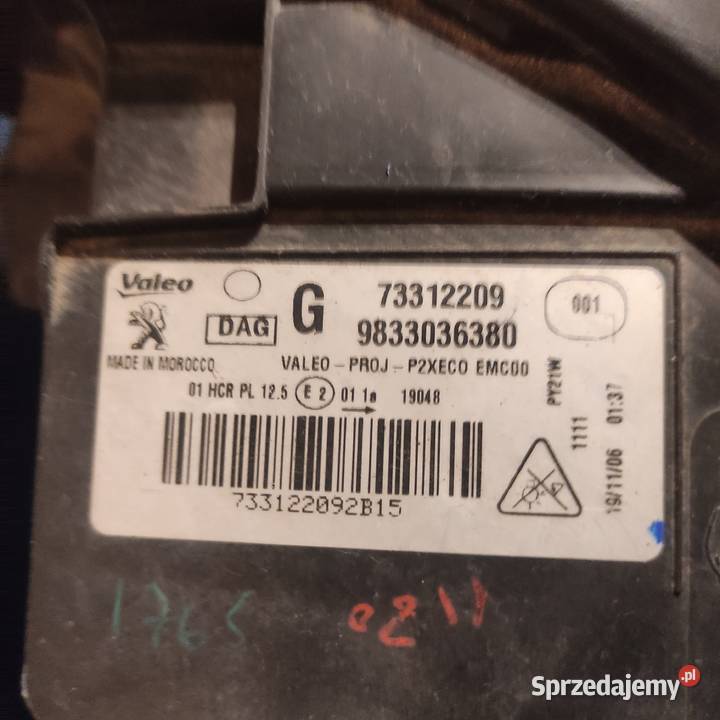 Valeo
G
73312209
001
DAG
9833036380
MADE IN MOROCCO
VALEO-PROJ-P2XECO EMC00
01 HCR PL 12.5 E2 01 1a 19048
PY21W
1111
19/11/06 01:37
733122092B15
Sprzedajemy.pl